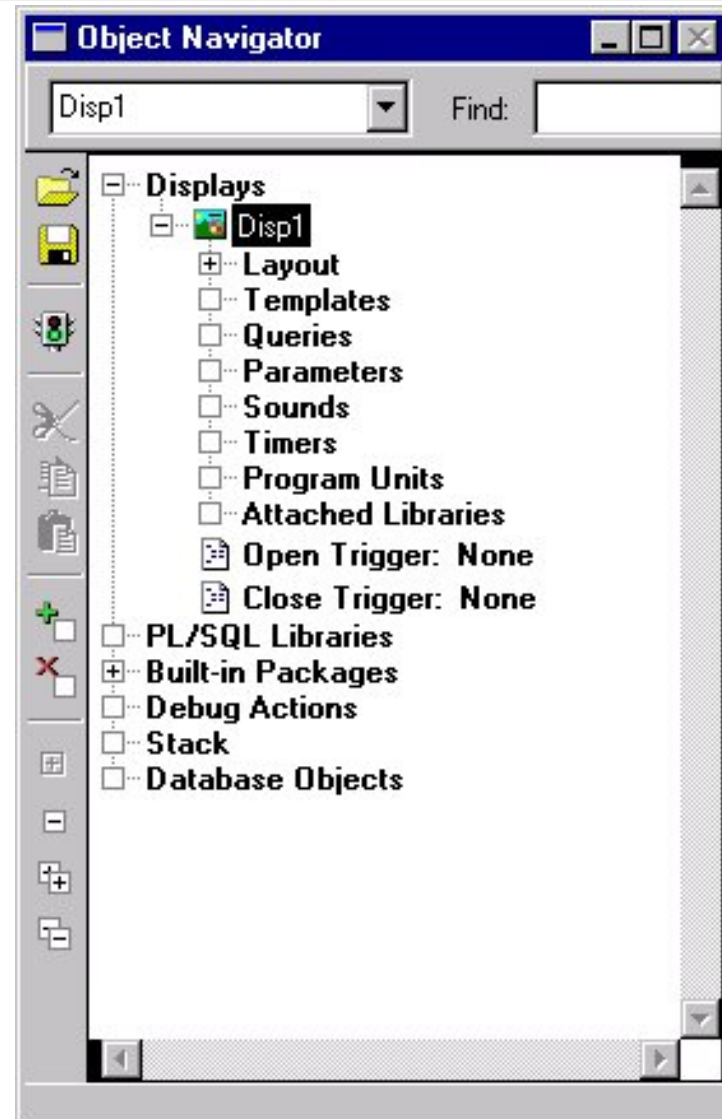 Object Navigator
Disp1 Find:
Displays
Disp1
Layout
Templates
Queries
Parameters
Sounds
Timers
Program Units
Attached Libraries
Open Trigger: None
Close Trigger: None
PL/SQL Libraries
Built-in Packages
Debug Actions
Stack
Database Objects